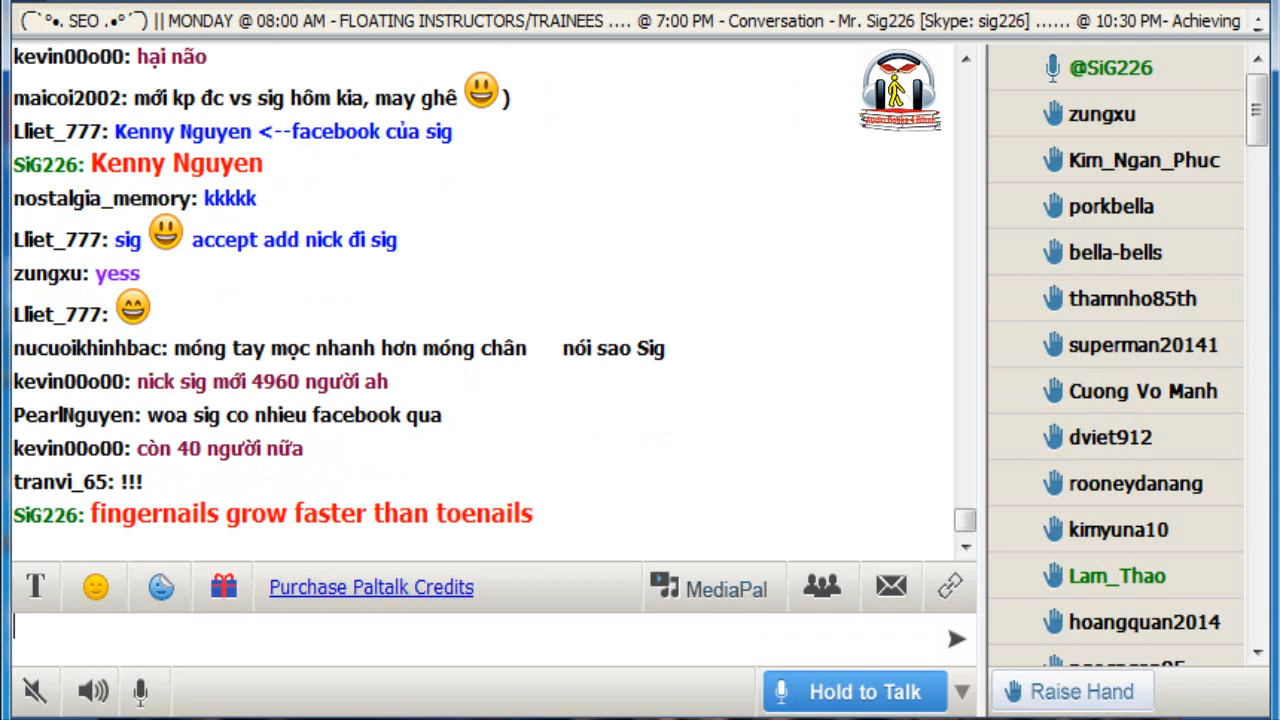 (¯`°•. SEO .•°´¯) || MONDAY @ 08:00 AM - FLOATING INSTRUCTORS/TRAINEES .... @ 7:00 PM - Conversation - Mr. Sig226 [Skype: sig226] ...... @ 10:30 PM- Achieving
kevin00o00: hại não
maicoi2002: mới kp đc vs sig hôm kia, may ghê 😃 )
Lliet_777: Kenny Nguyen <--facebook của sig
SiG226: Kenny Nguyen
nostalgia_memory: kkkkk
Lliet_777: sig 😃 accept add nick đi sig
zungxu: yess
Lliet_777: 😄
nucuoikhinhbac: móng tay mọc nhanh hơn móng chân nói sao Sig
kevin00o00: nick sig mới 4960 người ah
PearlNguyen: woa sig co nhieu facebook qua
kevin00o00: còn 40 người nữa
tranvi_65: !!!
SiG226: fingernails grow faster than toenails
Audio Books 4 Blind
T
Purchase Paltalk Credits
MediaPal
Hold to Talk
@SiG226
zungxu
Kim_Ngan_Phuc
porkbella
bella-bells
thamnho85th
superman20141
Cuong Vo Manh
dviet912
rooneydanang
kimyuna10
Lam_Thao
hoangquan2014
Raise Hand